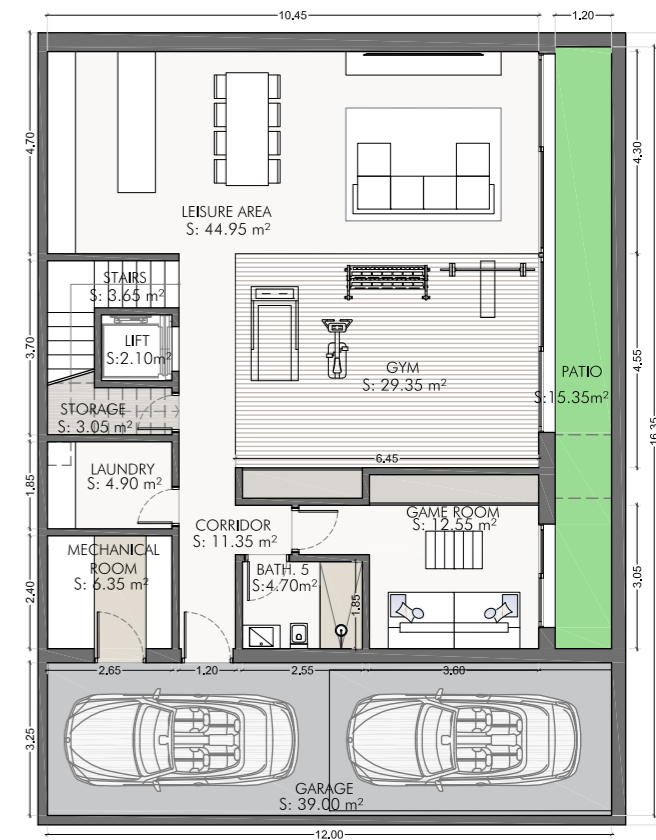 10.45
1.20
4.70
4.30
LEISURE AREA
S: 44.95 m²
STAIRS
S: 3.65 m²
LIFT
S:2.10m²
3.70
GYM
S: 29.35 m²
4.55
PATIO
S:15.35m²
STORAGE
S: 3.05 m²
16.35
6.45
LAUNDRY
S: 4.90 m²
1.85
CORRIDOR
S: 11.35 m²
GAME ROOM
S: 12.55 m²
MECHANICAL
ROOM
S: 6.35 m²
BATH. 5
S:4.70m²
2.40
1.85
3.05
2.65
1.20
2.55
3.60
3.25
GARAGE
S: 39.00 m²
12.00